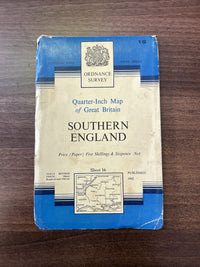 ORDNANCE
SURVEY
Quarter-Inch Map
of Great Britain
SOUTHERN
ENGLAND
Price (Paper) Five Shillings & Sixpence Net
Sheet 16
PUBLISHED